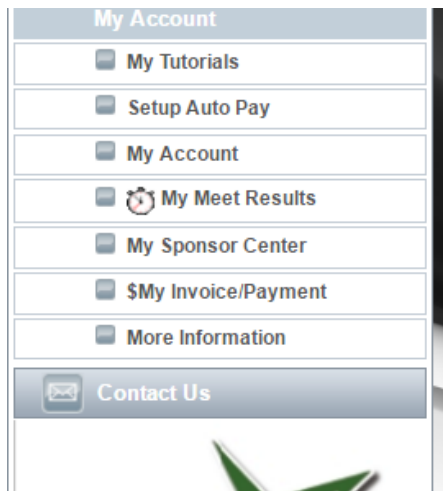 My Account
My Tutorials
Setup Auto Pay
My Account
My Meet Results
My Sponsor Center
$My Invoice/Payment
More Information
Contact Us